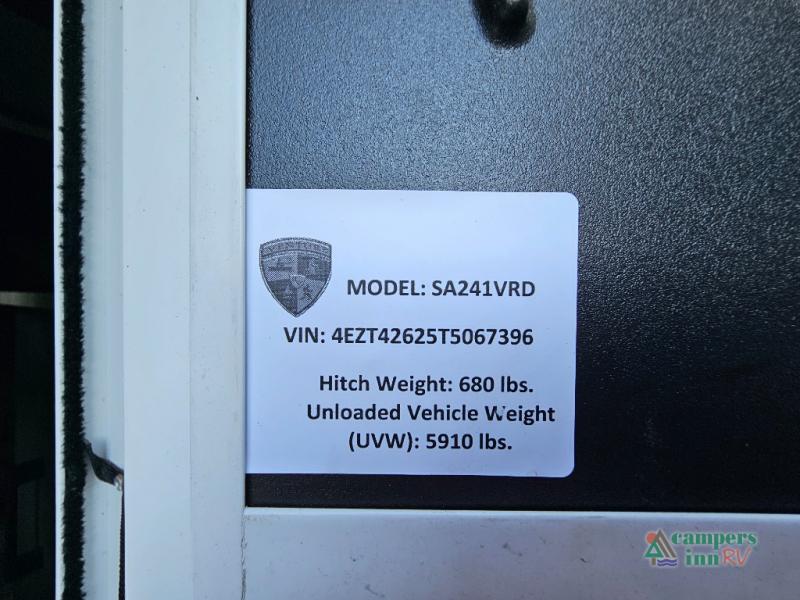 MODEL: SA241VRD
VIN: 4EZT42625T5067396
Hitch Weight: 680 lbs.
Unloaded Vehicle Weight
(UVW): 5910 lbs.
campers
inn RV